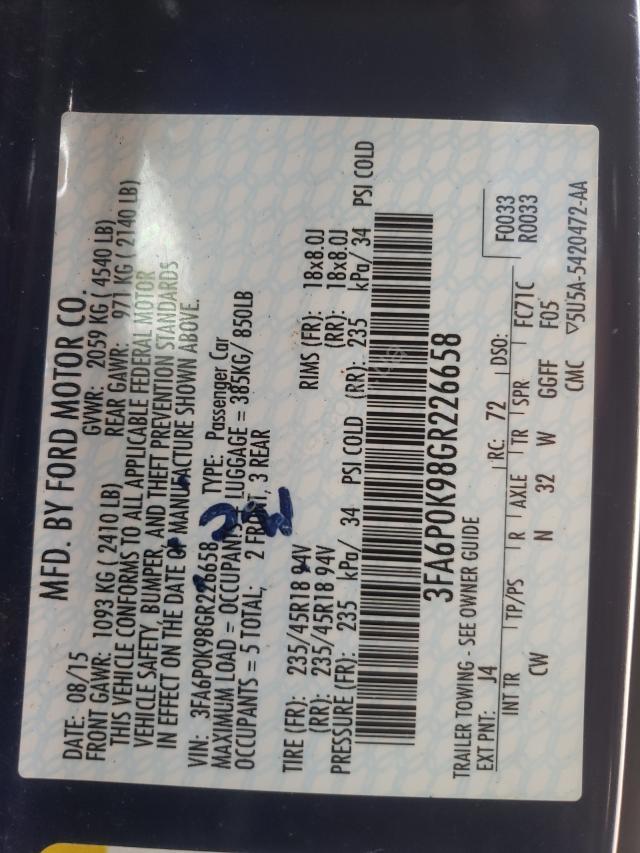 MFD. BY FORD MOTOR CO.
DATE: 08/15 GVWR: 2059 KG ( 4540 LB)
FRONT GAWR: 1093 KG ( 2410 LB) REAR GAWR: 971 KG ( 2140 LB)
THIS VEHICLE CONFORMS TO ALL APPLICABLE FEDERAL MOTOR
VEHICLE SAFETY, BUMPER, AND THEFT PREVENTION STANDARDS
IN EFFECT ON THE DATE OF MANUFACTURE SHOWN ABOVE.
VIN: 3FA6P0K98GR226658 TYPE: Passenger Car
MAXIMUM LOAD = OCCUPANTS + LUGGAGE = 385KG/ 850LB
OCCUPANTS = 5 TOTAL; 2 FRONT, 3 REAR
TIRE (FR): 235/45R18 94V RIMS (FR): 18x8.0J
(RR): 235/45R18 94V (RR): 18x8.0J
PRESSURE (FR): 235 kPa/ 34 PSI COLD (RR): 235 kPa/ 34 PSI COLD
3FA6P0K98GR226658
TRAILER TOWING - SEE OWNER GUIDE F0033
EXT PNT: J4 RC: 72 DSO: R0033
INT TR TP/PS R AXLE TR SPR FC71C
CW N 32 W GGFF F05
CMC ▽5U5A-5420472-AA